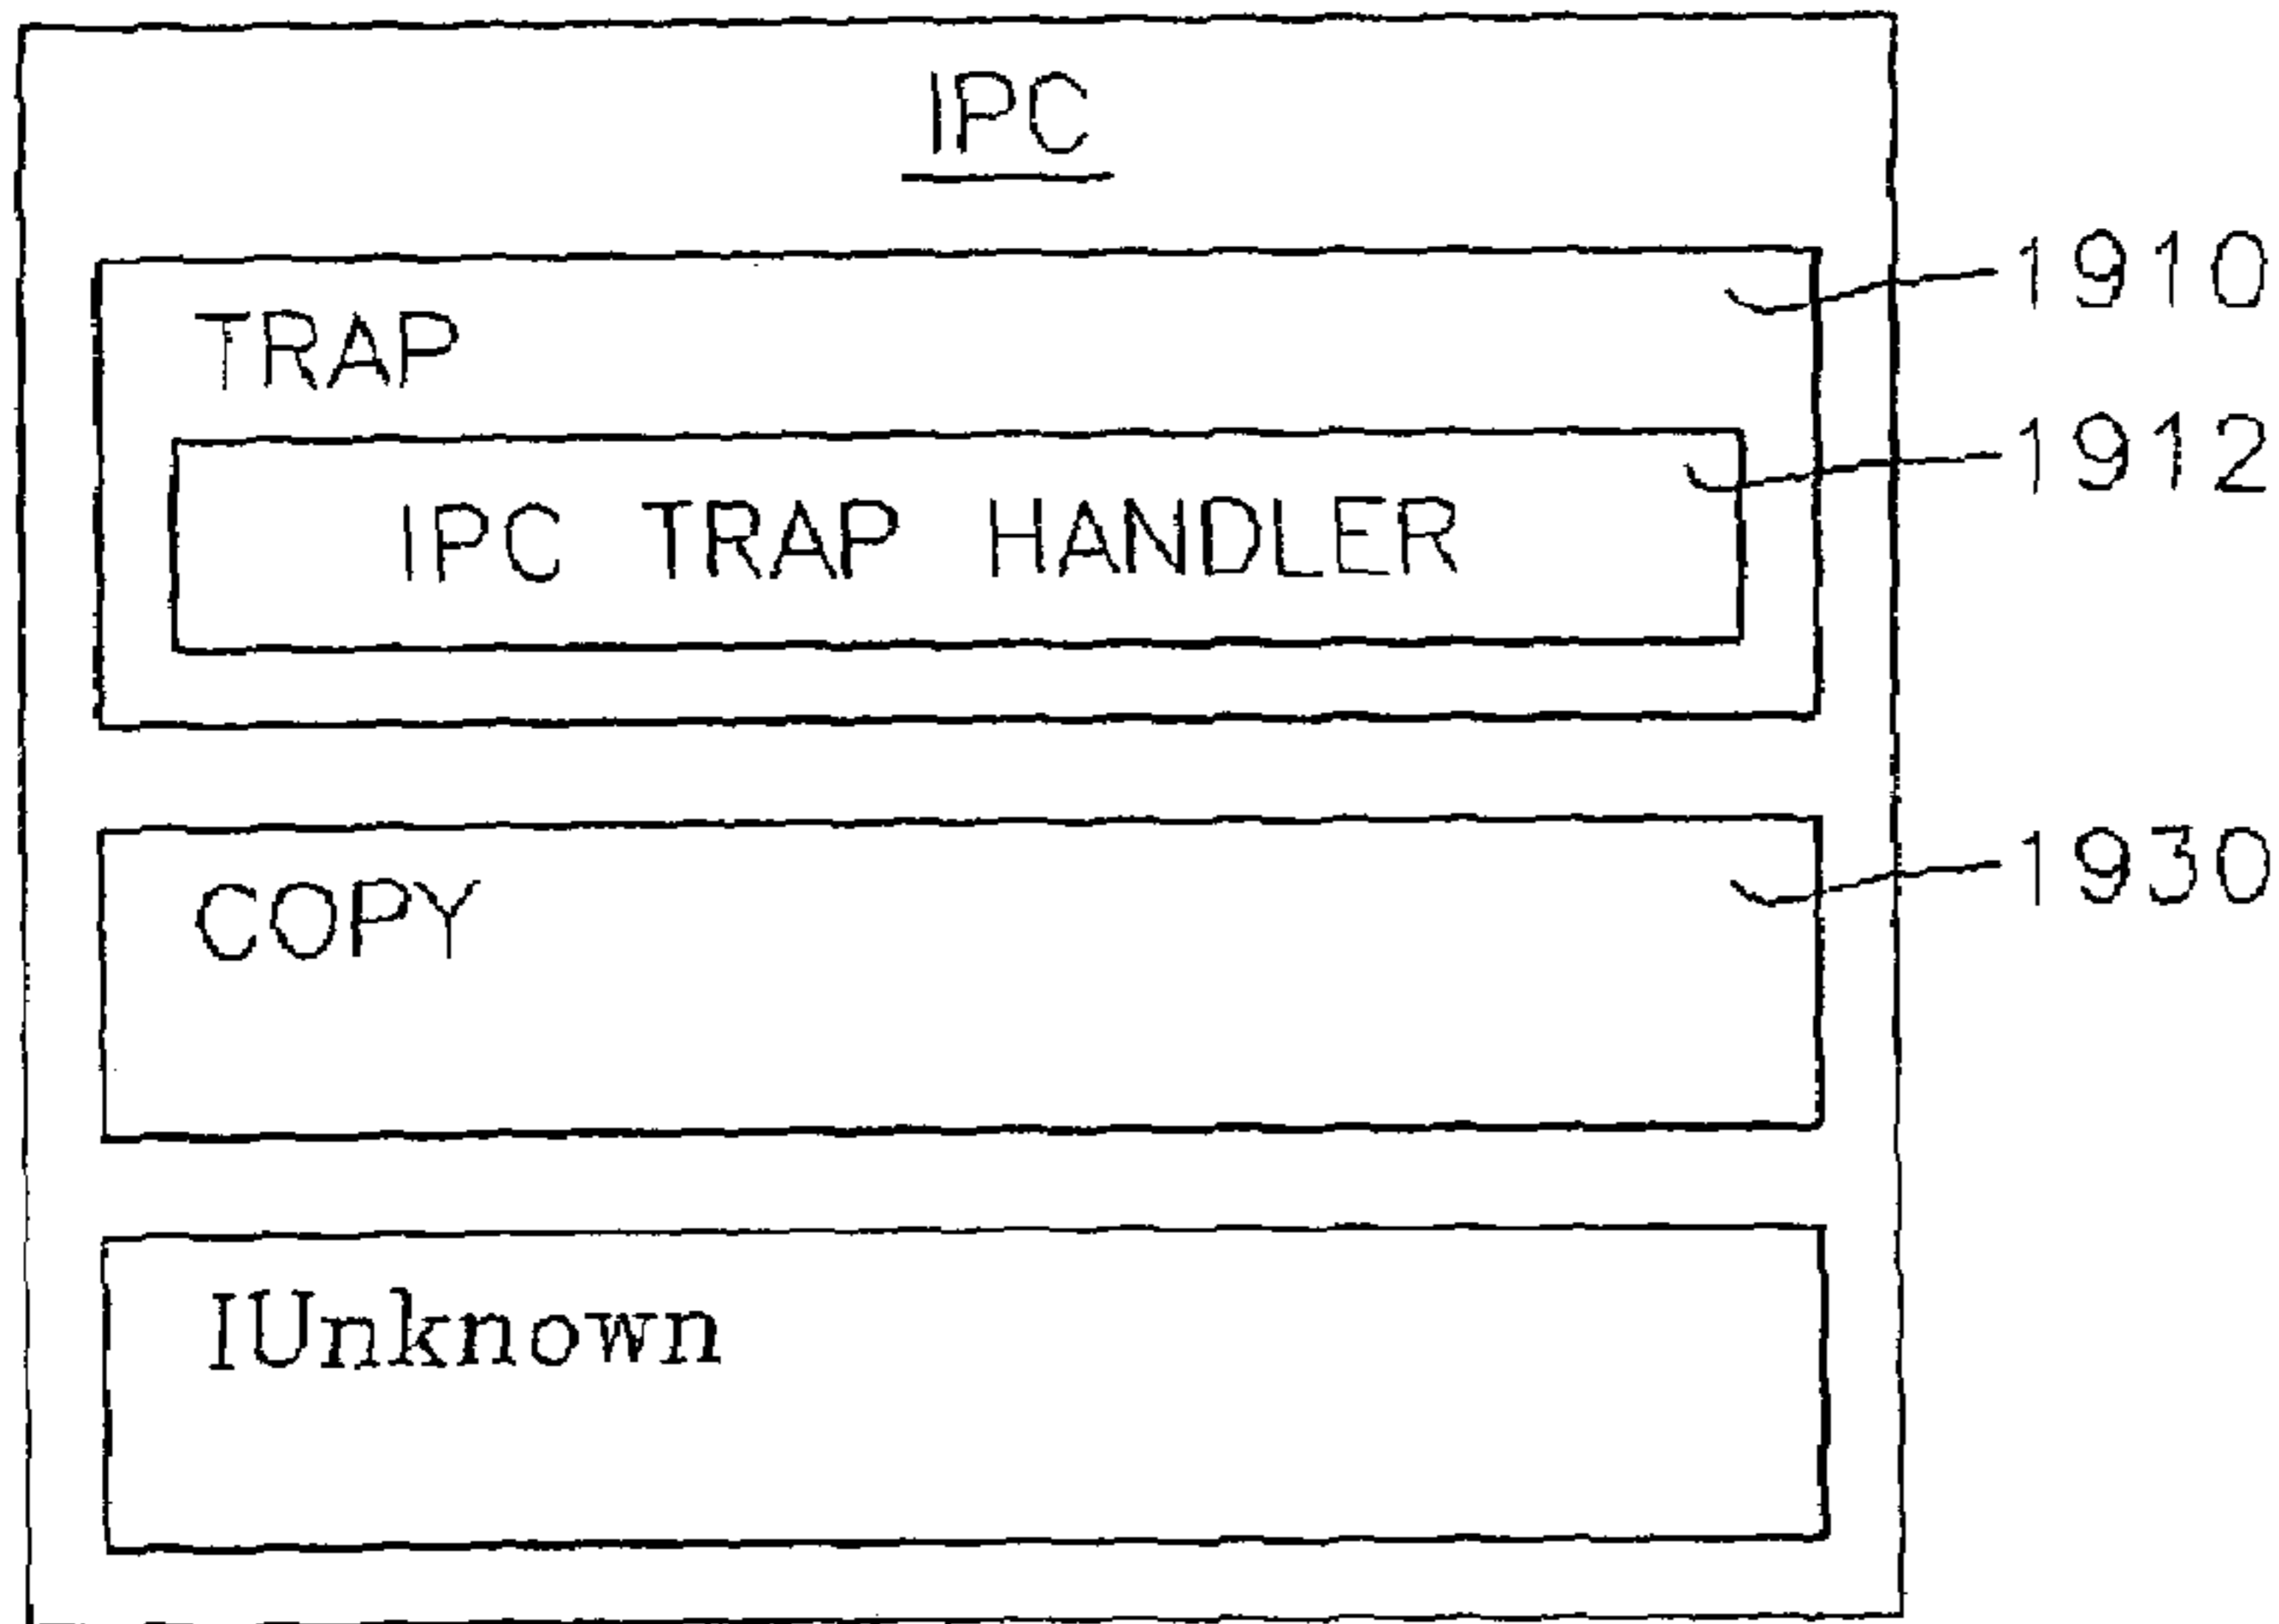 IPC
1910
TRAP
1912
IPC TRAP HANDLER
1930
COPY
IUnknown